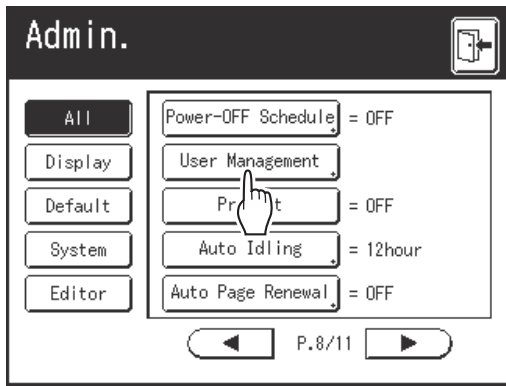 Admin.
All
Display
Default
System
Editor
Power-OFF Schedule = OFF
User Management
= OFF
Auto Idling = 12hour
Auto Page Renewal = OFF
P.8/11